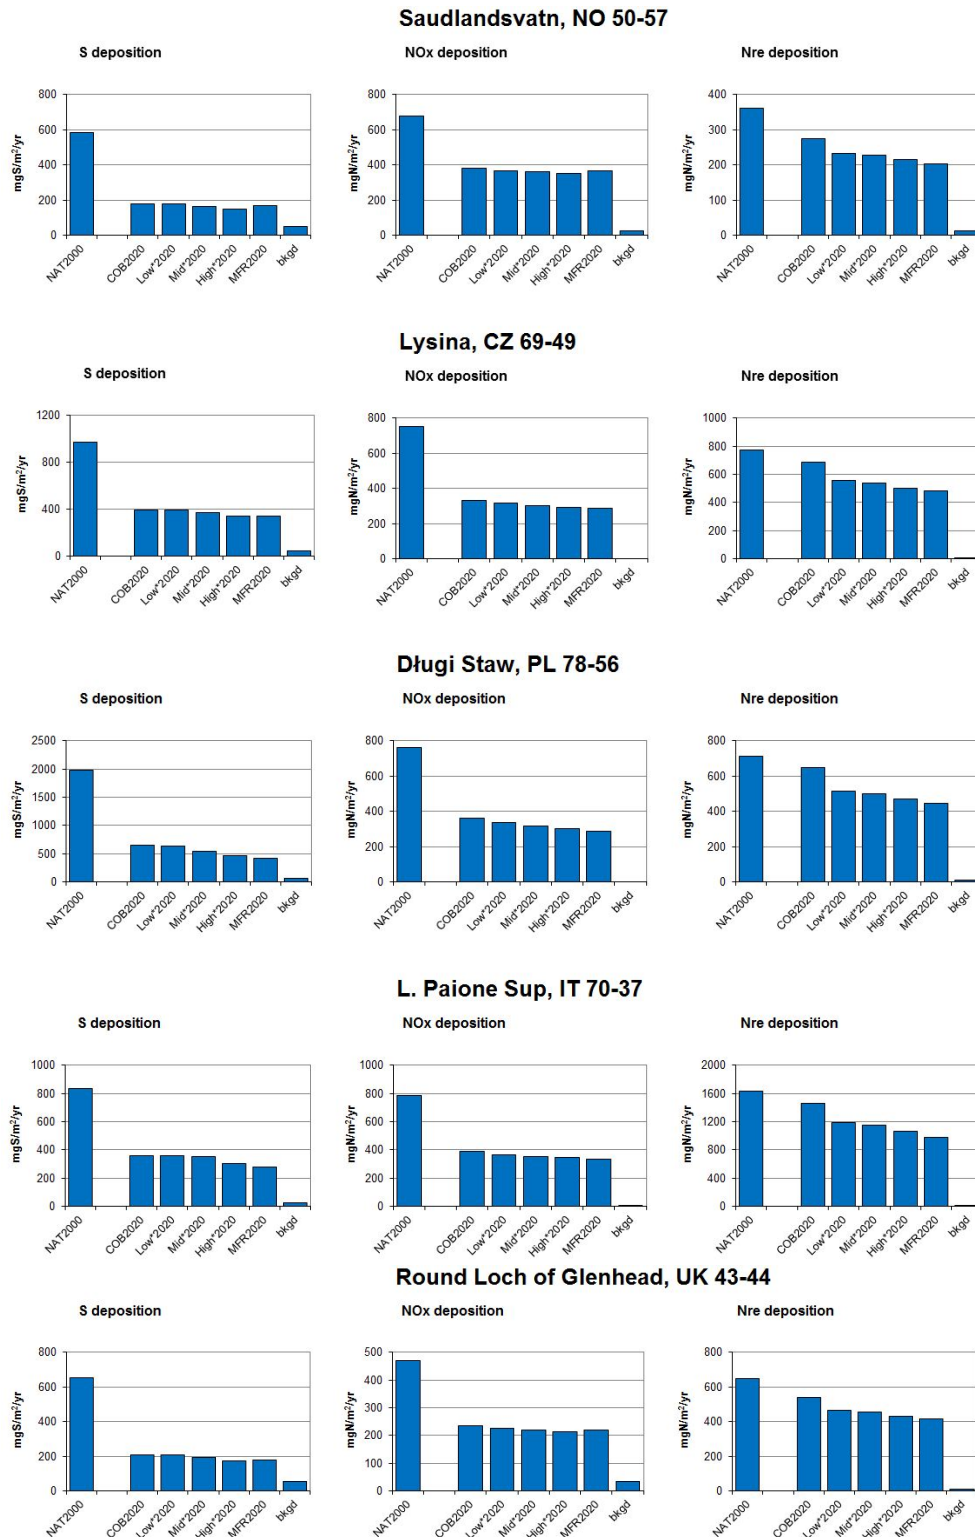 Saudlandsvatn, NO 50-57
S deposition
NOx deposition
Nre deposition
mgS/m²/yr
800
600
400
200
0
NAT2000
COB2020
Low*2020
Mid*2020
High*2020
MFR2020
bkgd
mgN/m²/yr
800
600
400
200
0
NAT2000
COB2020
Low*2020
Mid*2020
High*2020
MFR2020
bkgd
mgN/m²/yr
400
300
200
100
0
NAT2000
COB2020
Low*2020
Mid*2020
High*2020
MFR2020
bkgd
Lysina, CZ 69-49
S deposition
NOx deposition
Nre deposition
mgS/m²/yr
1200
800
400
0
NAT2000
COB2020
Low*2020
Mid*2020
High*2020
MFR2020
bkgd
mgN/m²/yr
800
600
400
200
0
NAT2000
COB2020
Low*2020
Mid*2020
High*2020
MFR2020
bkgd
mgN/m²/yr
1000
800
600
400
200
0
NAT2000
COB2020
Low*2020
Mid*2020
High*2020
MFR2020
bkgd
Długi Staw, PL 78-56
S deposition
NOx deposition
Nre deposition
mgS/m²/yr
2500
2000
1500
1000
500
0
NAT2000
COB2020
Low*2020
Mid*2020
High*2020
MFR2020
bkgd
mgN/m²/yr
800
600
400
200
0
NAT2000
COB2020
Low*2020
Mid*2020
High*2020
MFR2020
bkgd
mgN/m²/yr
800
600
400
200
0
NAT2000
COB2020
Low*2020
Mid*2020
High*2020
MFR2020
bkgd
L. Paione Sup, IT 70-37
S deposition
NOx deposition
Nre deposition
mgS/m²/yr
1000
800
600
400
200
0
NAT2000
COB2020
Low*2020
Mid*2020
High*2020
MFR2020
bkgd
mgN/m²/yr
1000
800
600
400
200
0
NAT2000
COB2020
Low*2020
Mid*2020
High*2020
MFR2020
bkgd
mgN/m²/yr
2000
1600
1200
800
400
0
NAT2000
COB2020
Low*2020
Mid*2020
High*2020
MFR2020
bkgd
Round Loch of Glenhead, UK 43-44
S deposition
NOx deposition
Nre deposition
mgS/m²/yr
800
600
400
200
0
NAT2000
COB2020
Low*2020
Mid*2020
High*2020
MFR2020
bkgd
mgN/m²/yr
500
400
300
200
100
0
NAT2000
COB2020
Low*2020
Mid*2020
High*2020
MFR2020
bkgd
mgN/m²/yr
800
600
400
200
0
NAT2000
COB2020
Low*2020
Mid*2020
High*2020
MFR2020
bkgd